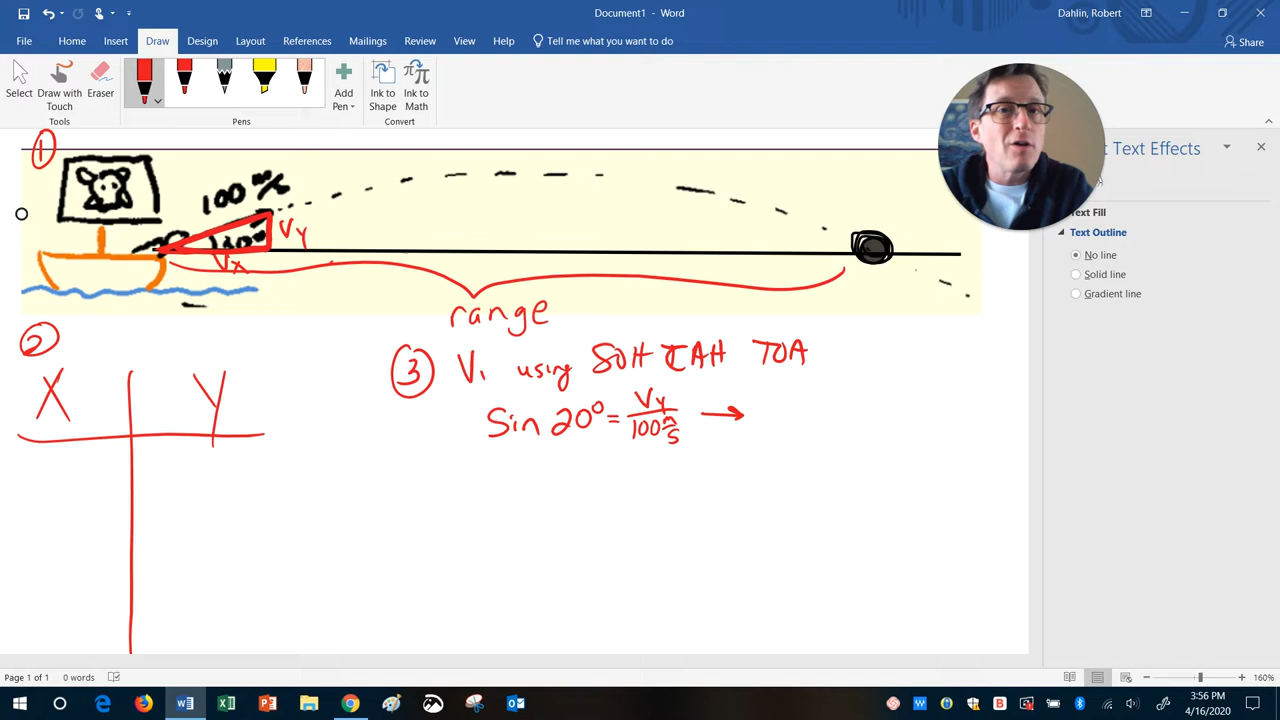 Document1 - Word
Dahlin, Robert
File Home Insert Draw Design Layout References Mailings Review View Help Tell me what you want to do
Share
Select
Draw with Touch
Eraser
Add Pen
Ink to Shape
Ink to Math
Tools
Pens
Convert
Text Effects
Text Fill
Text Outline
No line
Solid line
Gradient line
1
100 m/s
Vy
Vx
range
2
X Y
3 V, using SOH CAH TOA
Sin 20° = Vy / 100 m/s →
Page 1 of 1 0 words
160%
3:56 PM
4/16/2020